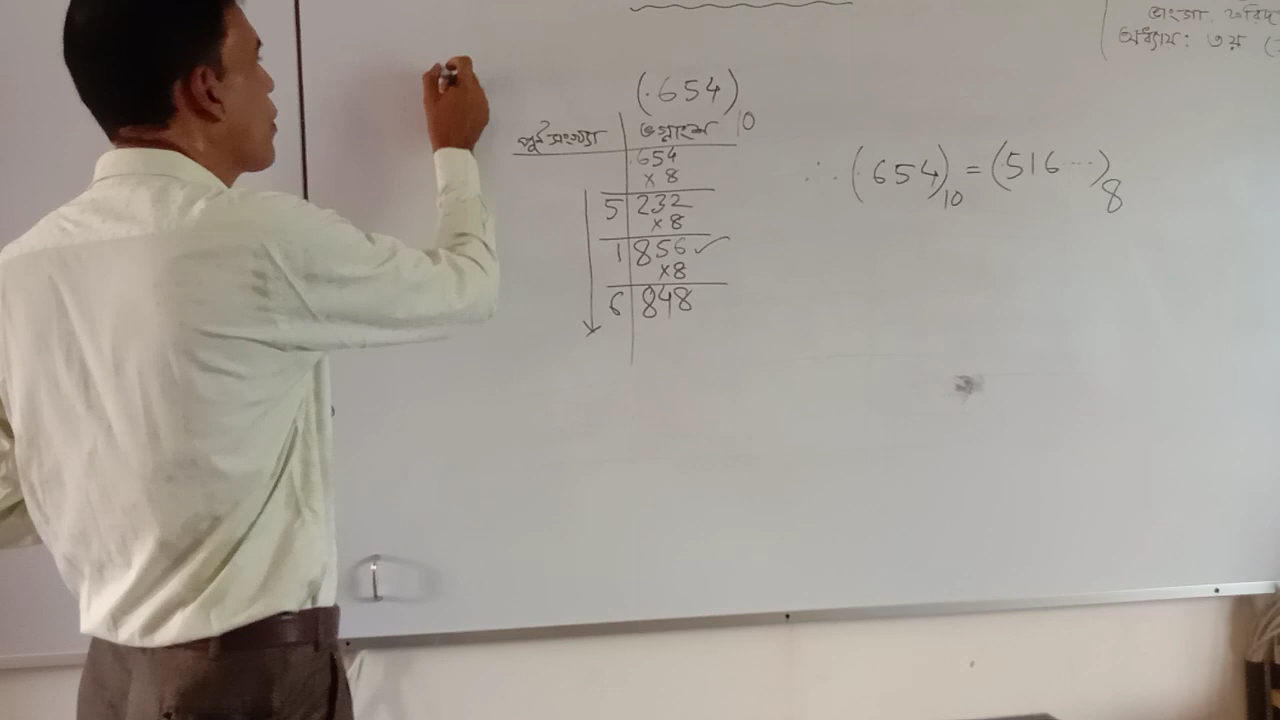 ভাংগা, ফরিদ
অধ্যায়: ৩য় (
(.654)10
পূর্ণ সংখ্যা | ভগ্নাংশ
.654
x 8
5 | 232
x 8
1 | 856 ✓
x8
6 | 848
∴ (.654)10 = (.516...)8